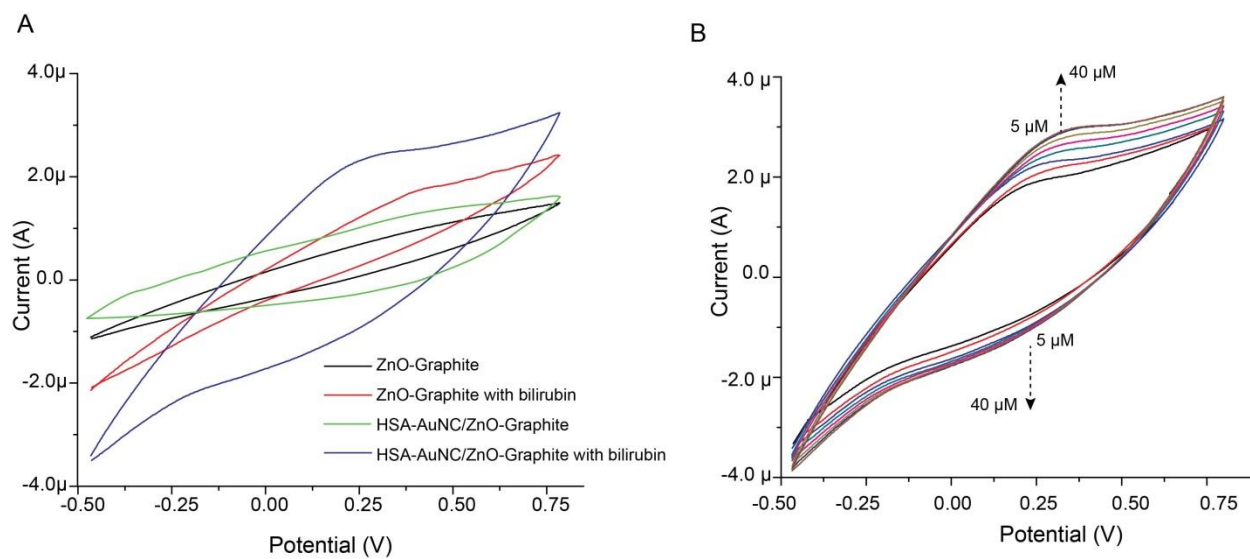 A
4.0µ
2.0 µ
0.0
-2.0µ
-4.0µ
Current (A)
-0.50
-0.25
0.00
0.25
0.50
0.75
Potential (V)
ZnO-Graphite
ZnO-Graphite with bilirubin
HSA-AuNC/ZnO-Graphite
HSA-AuNC/ZnO-Graphite with bilirubin
B
4.0 µ
2.0 µ
0.0
-2.0 µ
-4.0 µ
Current (A)
40 µM
5 µM
5 µM
40 µM
-0.50
-0.25
0.00
0.25
0.50
0.75
Potential (V)